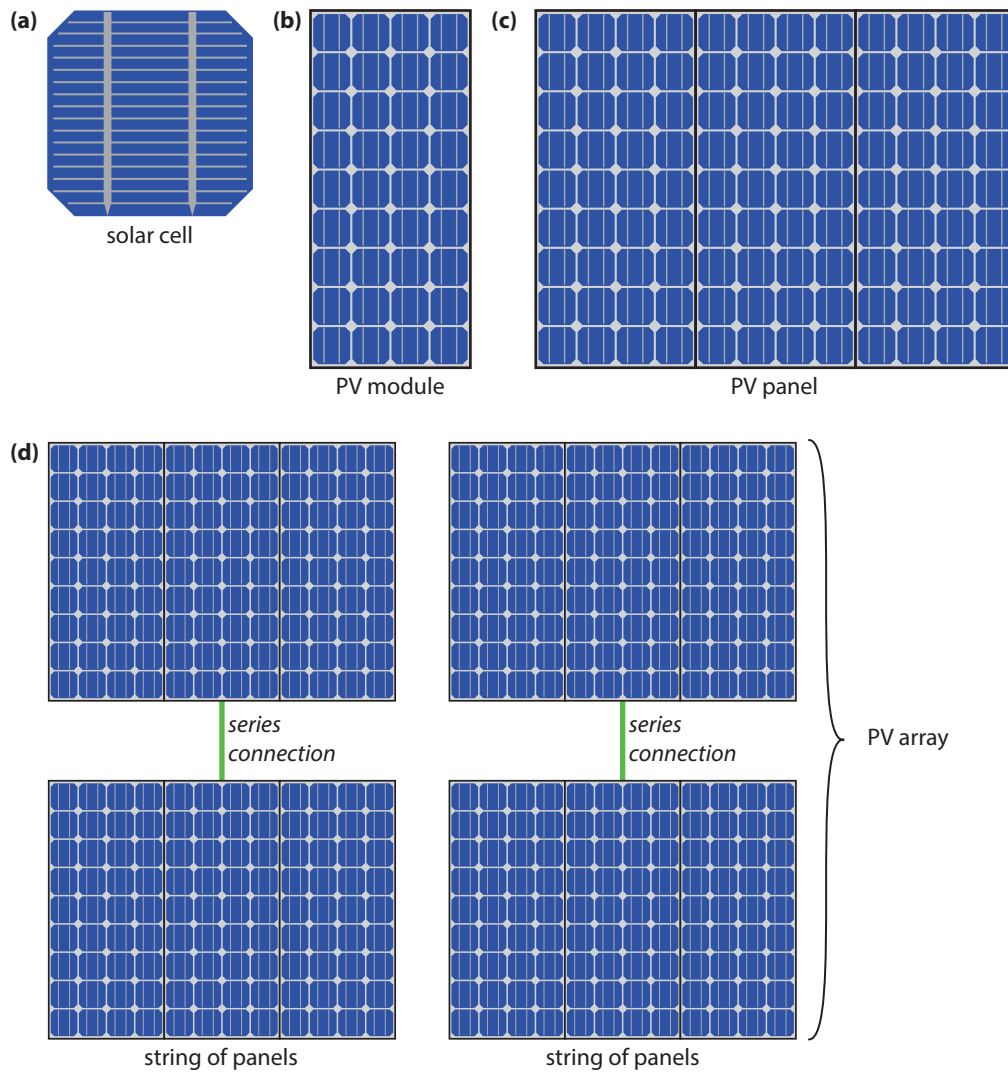 (a)
solar cell
(b)
PV module
(c)
PV panel
(d)
series
connection
series
connection
PV array
string of panels
string of panels